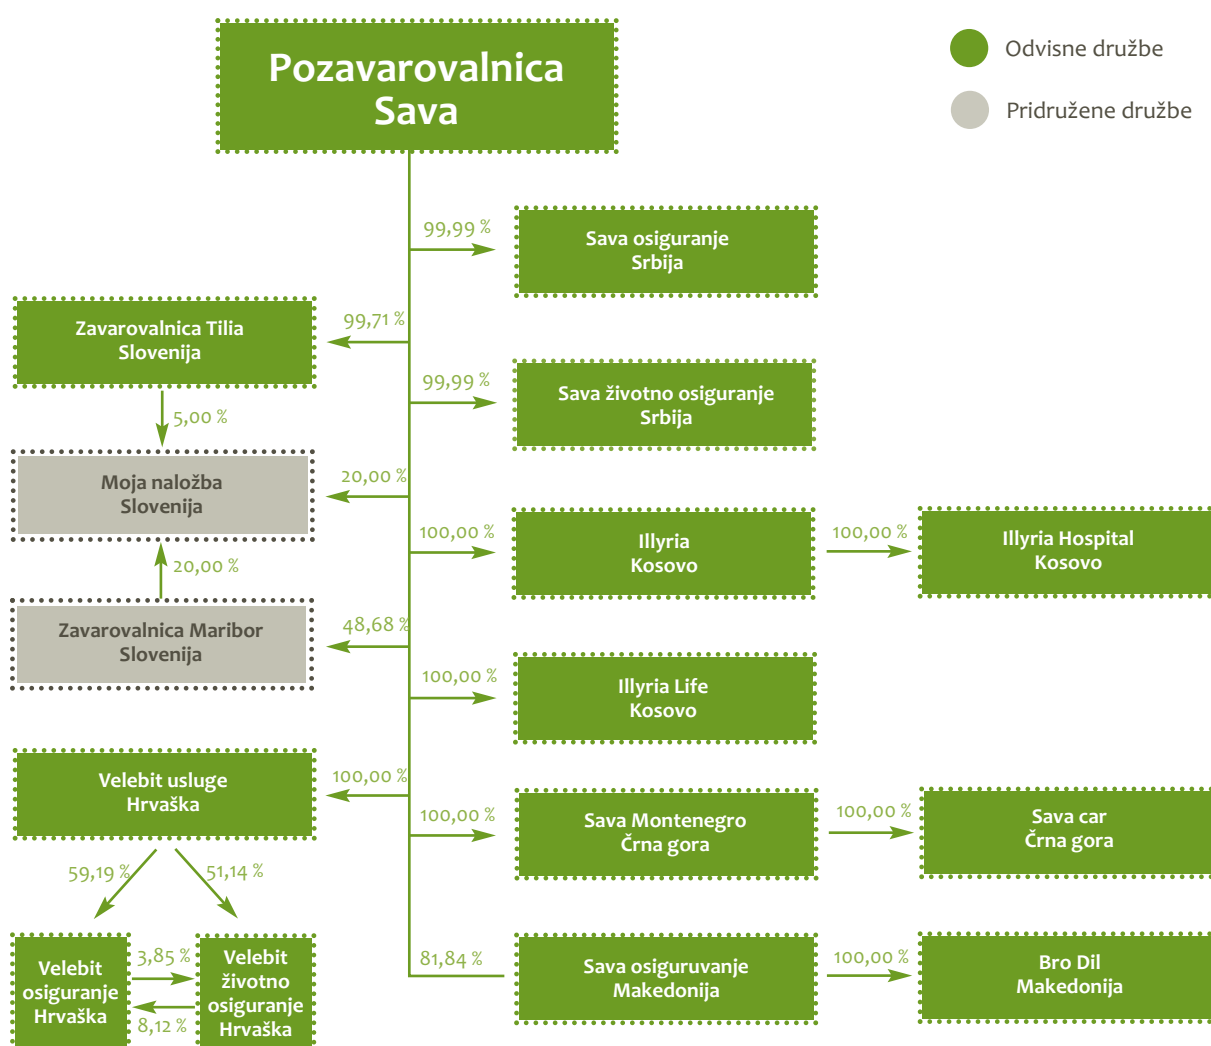 Pozavarovalnica
Sava
Odvisne družbe
Pridružene družbe
99,99 %
Sava osiguranje
Srbija
Zavarovalnica Tilia
Slovenija
99,71 %
99,99 %
Sava životno osiguranje
Srbija
5,00 %
Moja naložba
Slovenija
20,00 %
100,00 %
Illyria
Kosovo
100,00 %
Illyria Hospital
Kosovo
20,00 %
Zavarovalnica Maribor
Slovenija
48,68 %
100,00 %
Illyria Life
Kosovo
Velebit usluge
Hrvaška
100,00 %
100,00 %
Sava Montenegro
Črna gora
100,00 %
Sava car
Črna gora
59,19 %
51,14 %
Velebit
osiguranje
Hrvaška
3,85 %
8,12 %
Velebit
životno
osiguranje
Hrvaška
81,84 %
Sava osiguruvanje
Makedonija
100,00 %
Bro Dil
Makedonija